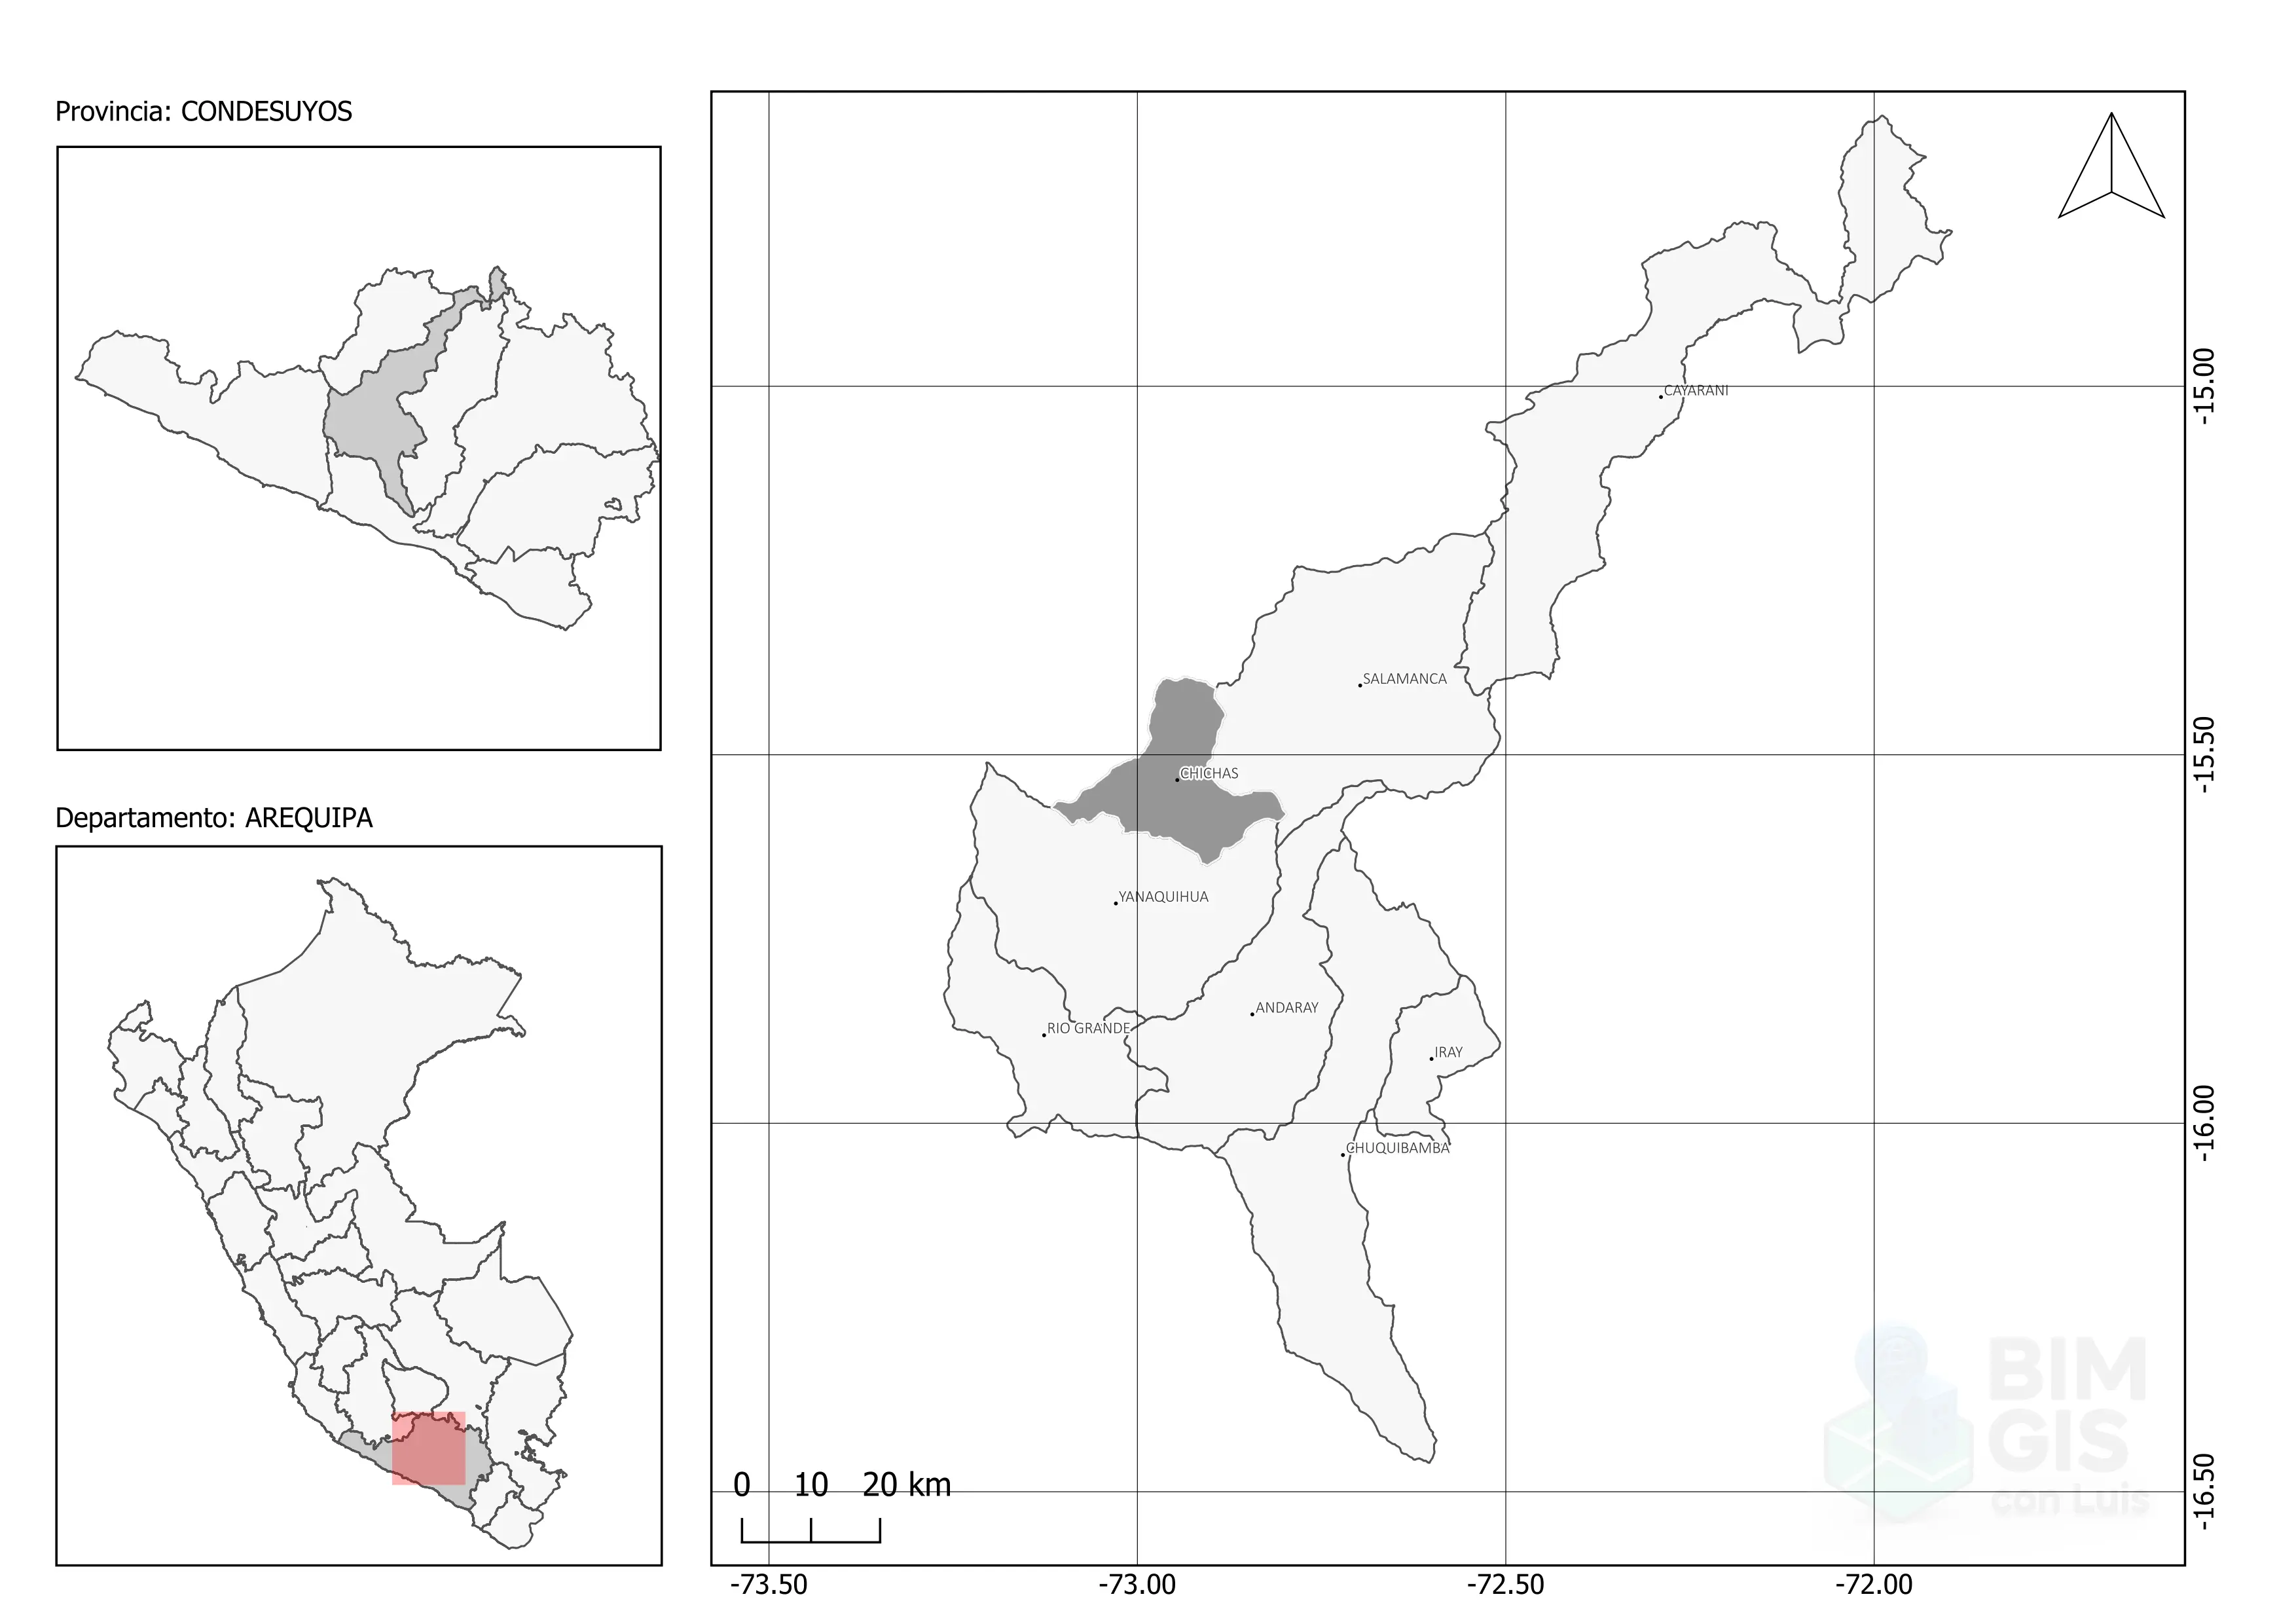 Provincia: CONDESUYOS
Departamento: AREQUIPA
CAYARANI
SALAMANCA
CHICHAS
YANAQUIHUA
ANDARAY
RIO GRANDE
IRAY
CHUQUIBAMBA
-15.00
-15.50
-16.00
-16.50
0 10 20 km
-73.50 -73.00 -72.50 -72.00
BIM
GIS
con Luis